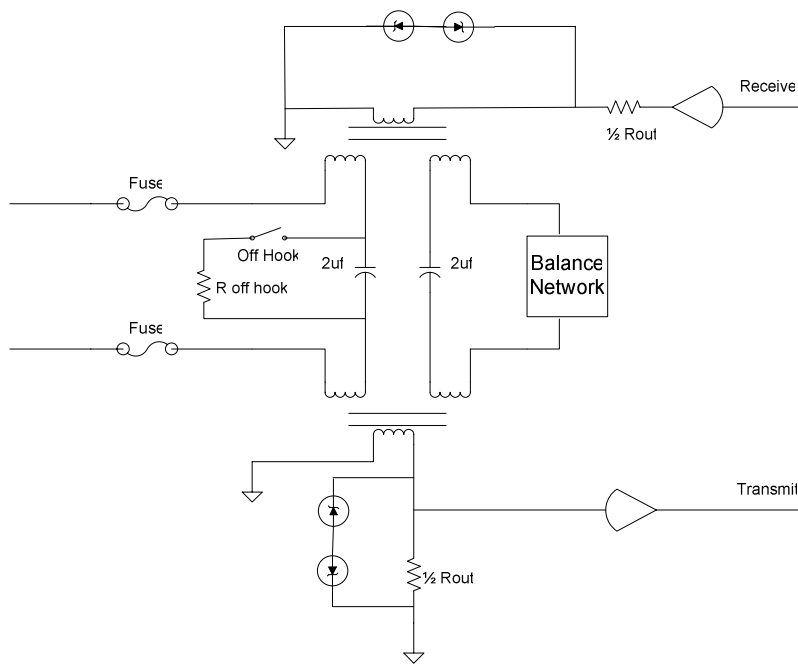 Receive
½ Rout
Fuse
Off Hook
2uf
2uf
Balance
Network
R off hook
Fuse
Transmit
½ Rout